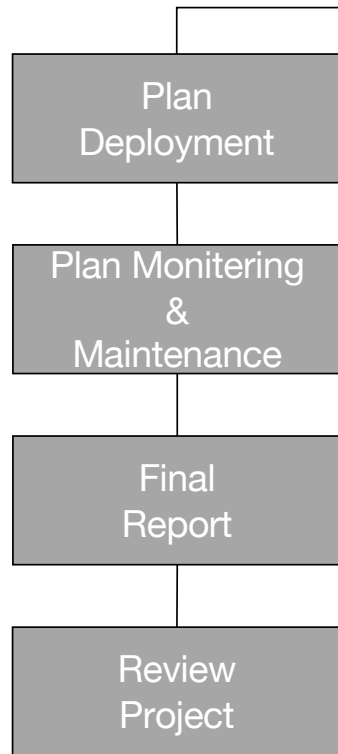 Plan
Deployment
Plan Monitering
&
Maintenance
Final
Report
Review
Project